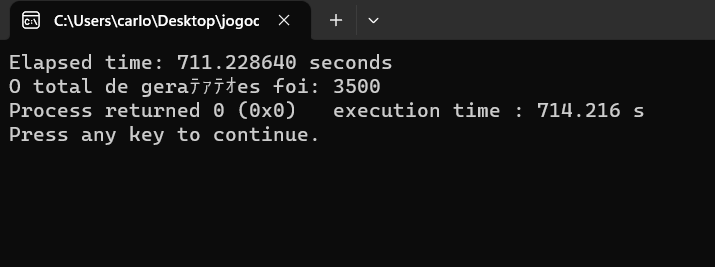 C:\Users\carlo\Desktop\jogoc
Elapsed time: 711.228640 seconds
O total de geraﾃｧﾃｵes foi: 3500
Process returned 0 (0x0)   execution time : 714.216 s
Press any key to continue.